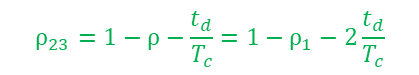 ρ₂₃ = 1 − ρ − t_d/T_c = 1 − ρ₁ − 2 t_d/T_c